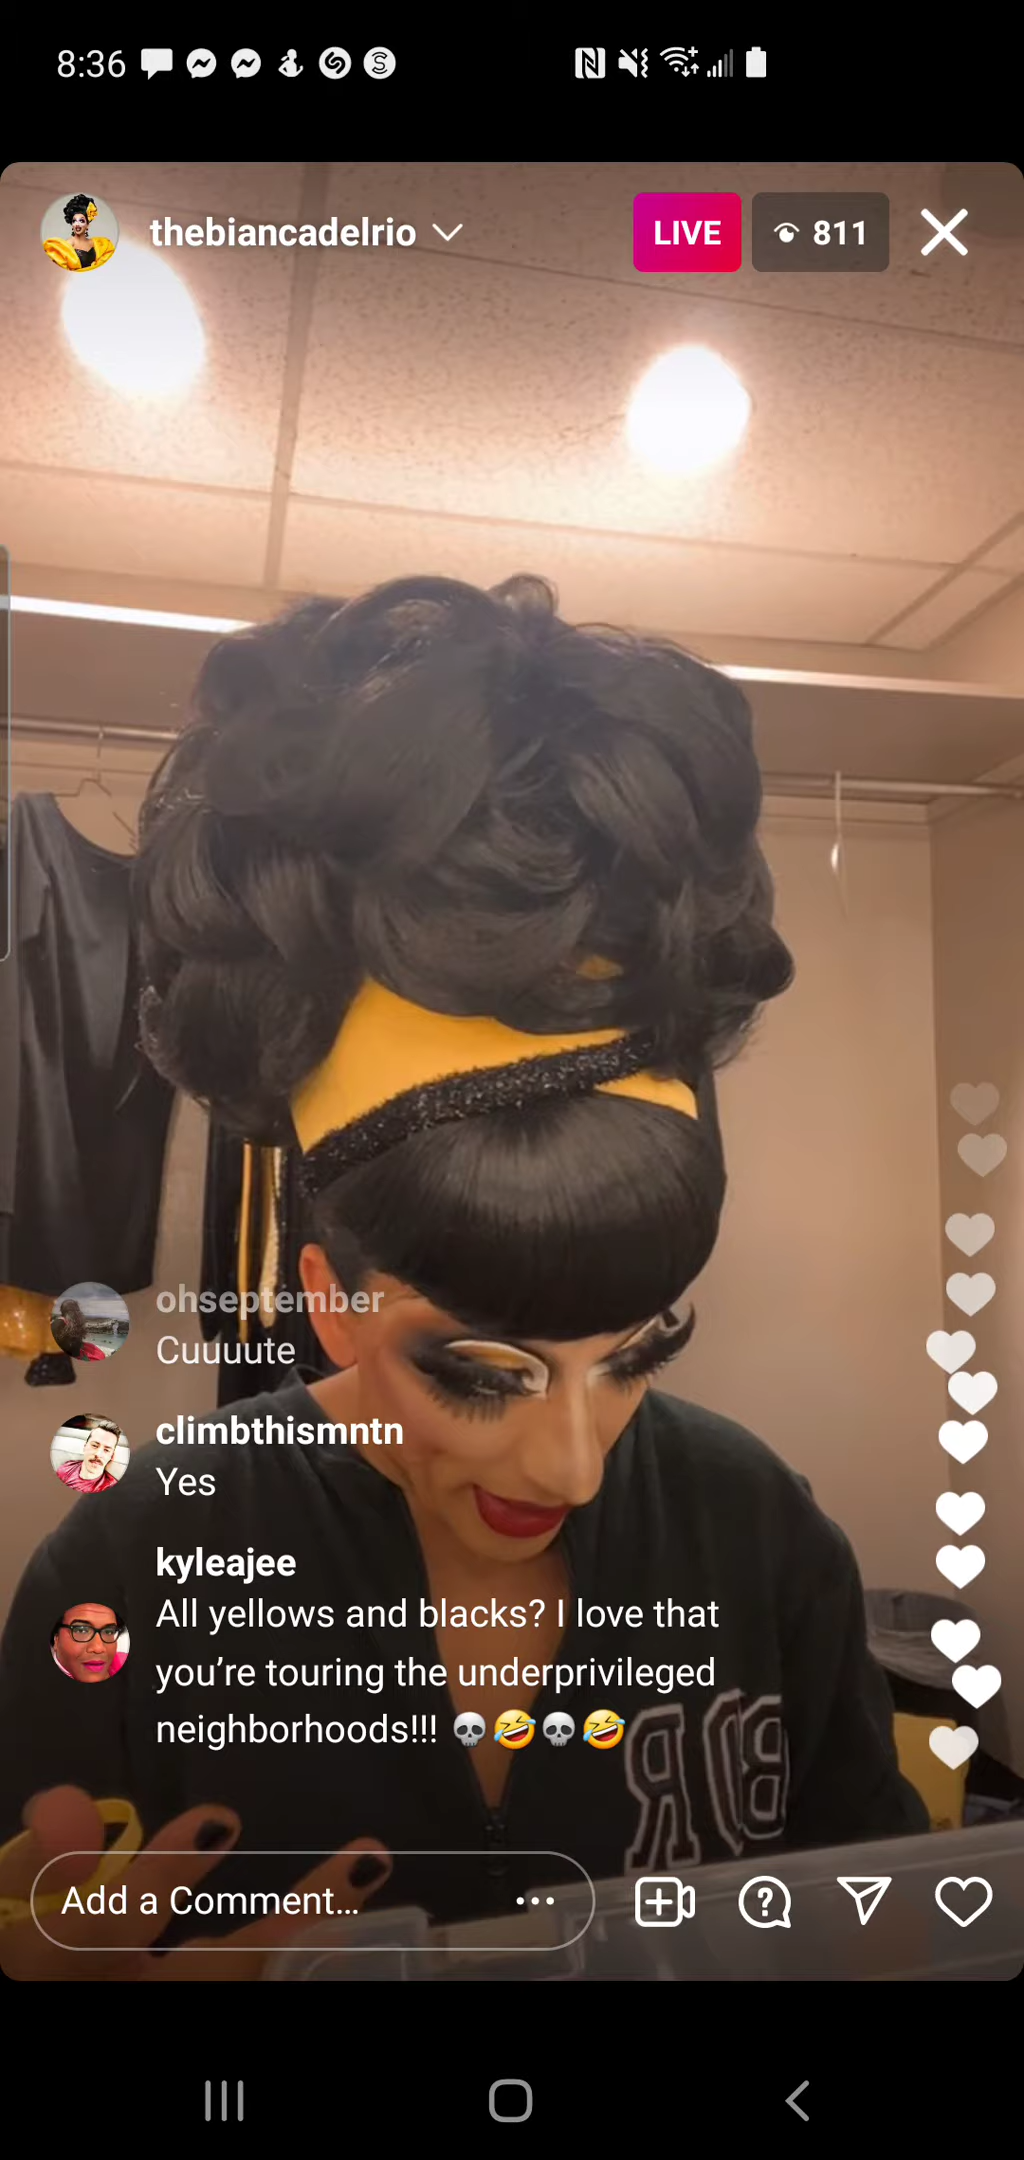 8:36
thebiancadelrio
LIVE
811
ohseptember
Cuuuute
climbthismntn
Yes
kyleajee
All yellows and blacks? I love that
you’re touring the underprivileged
neighborhoods!!! 💀🤣💀🤣
Add a Comment...